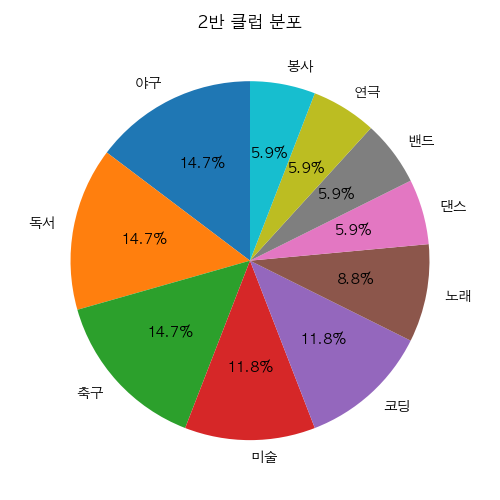 2반 클럽 분포
야구
14.7%
독서
14.7%
축구
14.7%
미술
11.8%
코딩
11.8%
노래
8.8%
댄스
5.9%
밴드
5.9%
연극
5.9%
봉사
5.9%